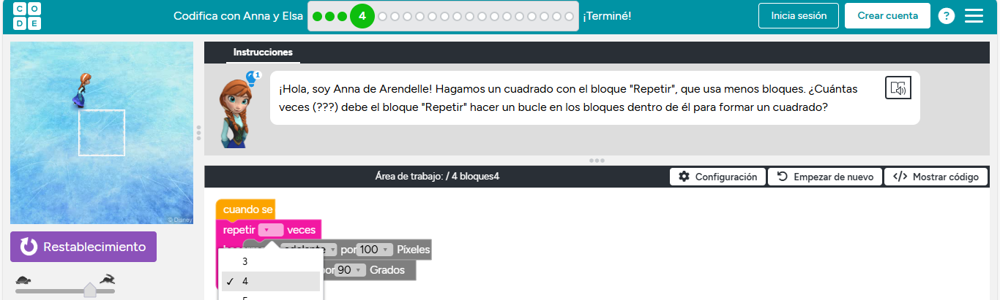 C O
D E
Codifica con Anna y Elsa
4
¡Terminé!
Inicia sesión
Crear cuenta
?
Instrucciones
1
¡Hola, soy Anna de Arendelle! Hagamos un cuadrado con el bloque "Repetir", que usa menos bloques. ¿Cuántas
veces (???) debe el bloque "Repetir" hacer un bucle en los bloques dentro de él para formar un cuadrado?
© Disney
Área de trabajo: / 4 bloques4
Configuración
Empezar de nuevo
</> Mostrar código
cuando se
repetir veces
adelante por 100 Píxeles
por 90 Grados
3
✓ 4
5
Restablecimiento